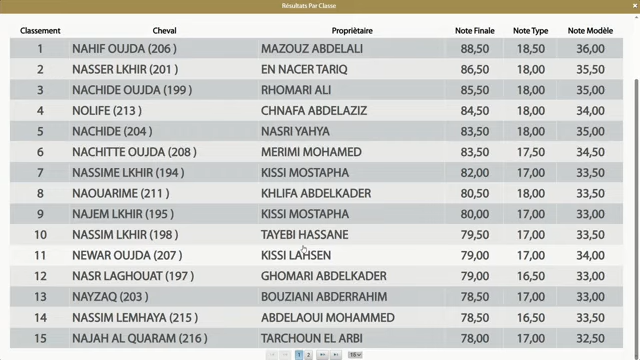 Résultats Par Classe
Classement Cheval Propriètaire Note Finale Note Type Note Modèle
1 NAHIF OUJDA (206 ) MAZOUZ ABDELALI 88,50 18,50 36,00
2 NASSER LKHIR (201 ) EN NACER TARIQ 86,50 18,00 35,50
3 NACHIDE OUJDA (199 ) RHOMARI ALI 85,50 18,00 35,00
4 NOLIFE (213 ) CHNAFA ABDELAZIZ 84,50 18,00 34,00
5 NACHIDE (204 ) NASRI YAHYA 83,50 18,00 35,00
6 NACHITTE OUJDA (208 ) MERIMI MOHAMED 83,50 17,50 34,50
7 NASSIME LKHIR (194 ) KISSI MOSTAPHA 82,00 17,00 33,50
8 NAOUARIME (211 ) KHLIFA ABDELKADER 80,50 18,00 33,50
9 NAJEM LKHIR (195 ) KISSI MOSTAPHA 80,00 17,00 33,00
10 NASSIM LKHIR (198 ) TAYEBI HASSANE 79,50 17,00 33,50
11 NEWAR OUJDA (207 ) KISSI LAHSEN 79,00 17,00 34,00
12 NASR LAGHOUAT (197 ) GHOMARI ABDELKADER 79,00 16,50 33,00
13 NAYZAQ (203 ) BOUZIANI ABDERRAHIM 78,50 17,00 33,00
14 NASSIM LEMHAYA (215 ) ABDELAOUI MOHAMMED 78,50 16,50 33,50
15 NAJAH AL QUARAM (216 ) TARCHOUN EL ARBI 78,00 17,00 32,50
1 2 15